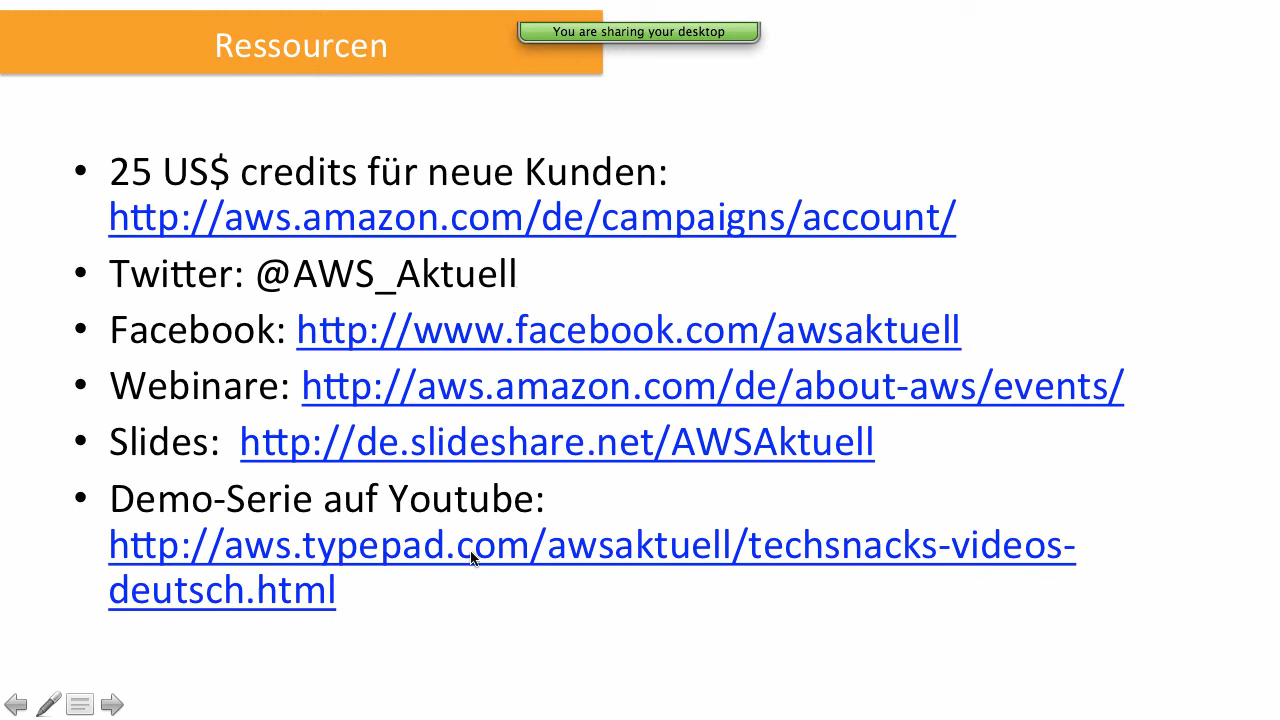 Ressourcen
You are sharing your desktop
• 25 US$ credits für neue Kunden:
http://aws.amazon.com/de/campaigns/account/
• Twitter: @AWS_Aktuell
• Facebook: http://www.facebook.com/awsaktuell
• Webinare: http://aws.amazon.com/de/about-aws/events/
• Slides: http://de.slideshare.net/AWSAktuell
• Demo-Serie auf Youtube:
http://aws.typepad.com/awsaktuell/techsnacks-videos-
deutsch.html